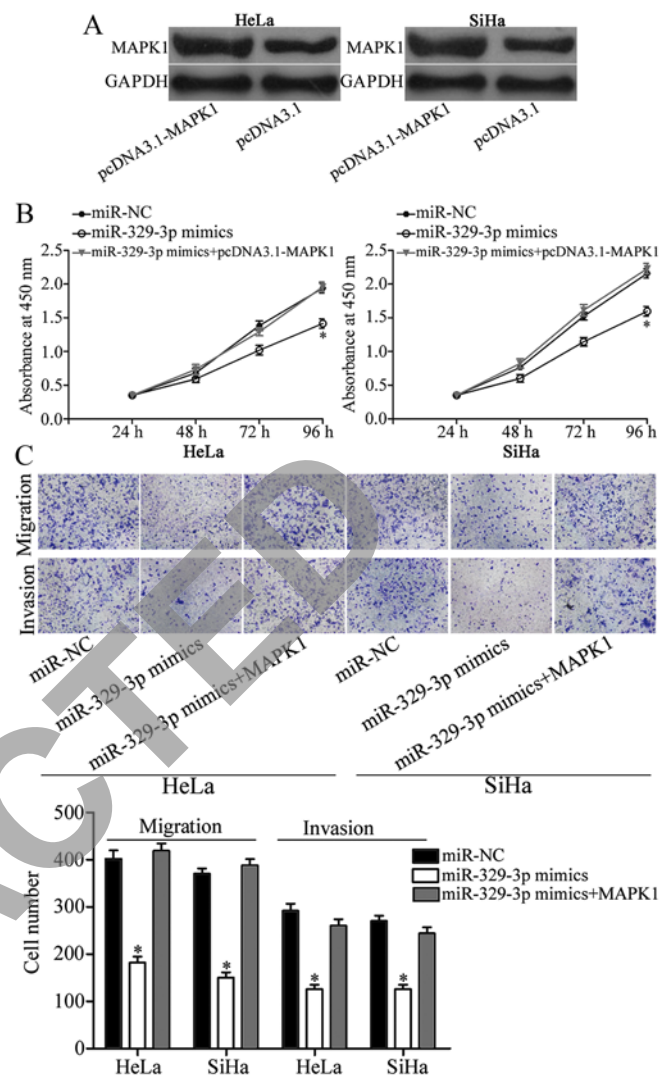 A
HeLa
SiHa
MAPK1
MAPK1
GAPDH
GAPDH
pcDNA3.1-MAPK1
pcDNA3.1
pcDNA3.1-MAPK1
pcDNA3.1
B
miR-NC
miR-329-3p mimics
miR-329-3p mimics+pcDNA3.1-MAPK1
miR-NC
miR-329-3p mimics
miR-329-3p mimics+pcDNA3.1-MAPK1
Absorbance at 450 nm
2.5
2.0
1.5
1.0
0.5
0.0
*
24 h 48 h 72 h 96 h
HeLa
Absorbance at 450 nm
2.5
2.0
1.5
1.0
0.5
0.0
*
24 h 48 h 72 h 96 h
SiHa
C
Migration
Invasion
miR-NC
miR-329-3p mimics
miR-329-3p mimics+MAPK1
miR-NC
miR-329-3p mimics
miR-329-3p mimics+MAPK1
HeLa
SiHa
Cell number
500
400
300
200
100
0
Migration
Invasion
* * * *
miR-NC
miR-329-3p mimics
miR-329-3p mimics+MAPK1
HeLa SiHa HeLa SiHa
CTED